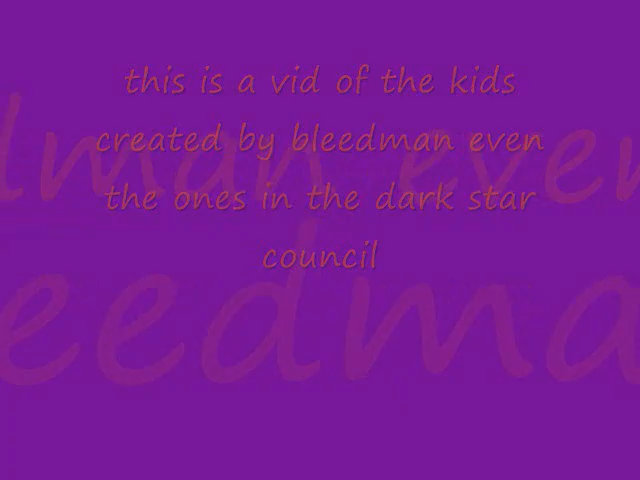 this is a vid of the kids
created by bleedman even
the ones in the dark star
council